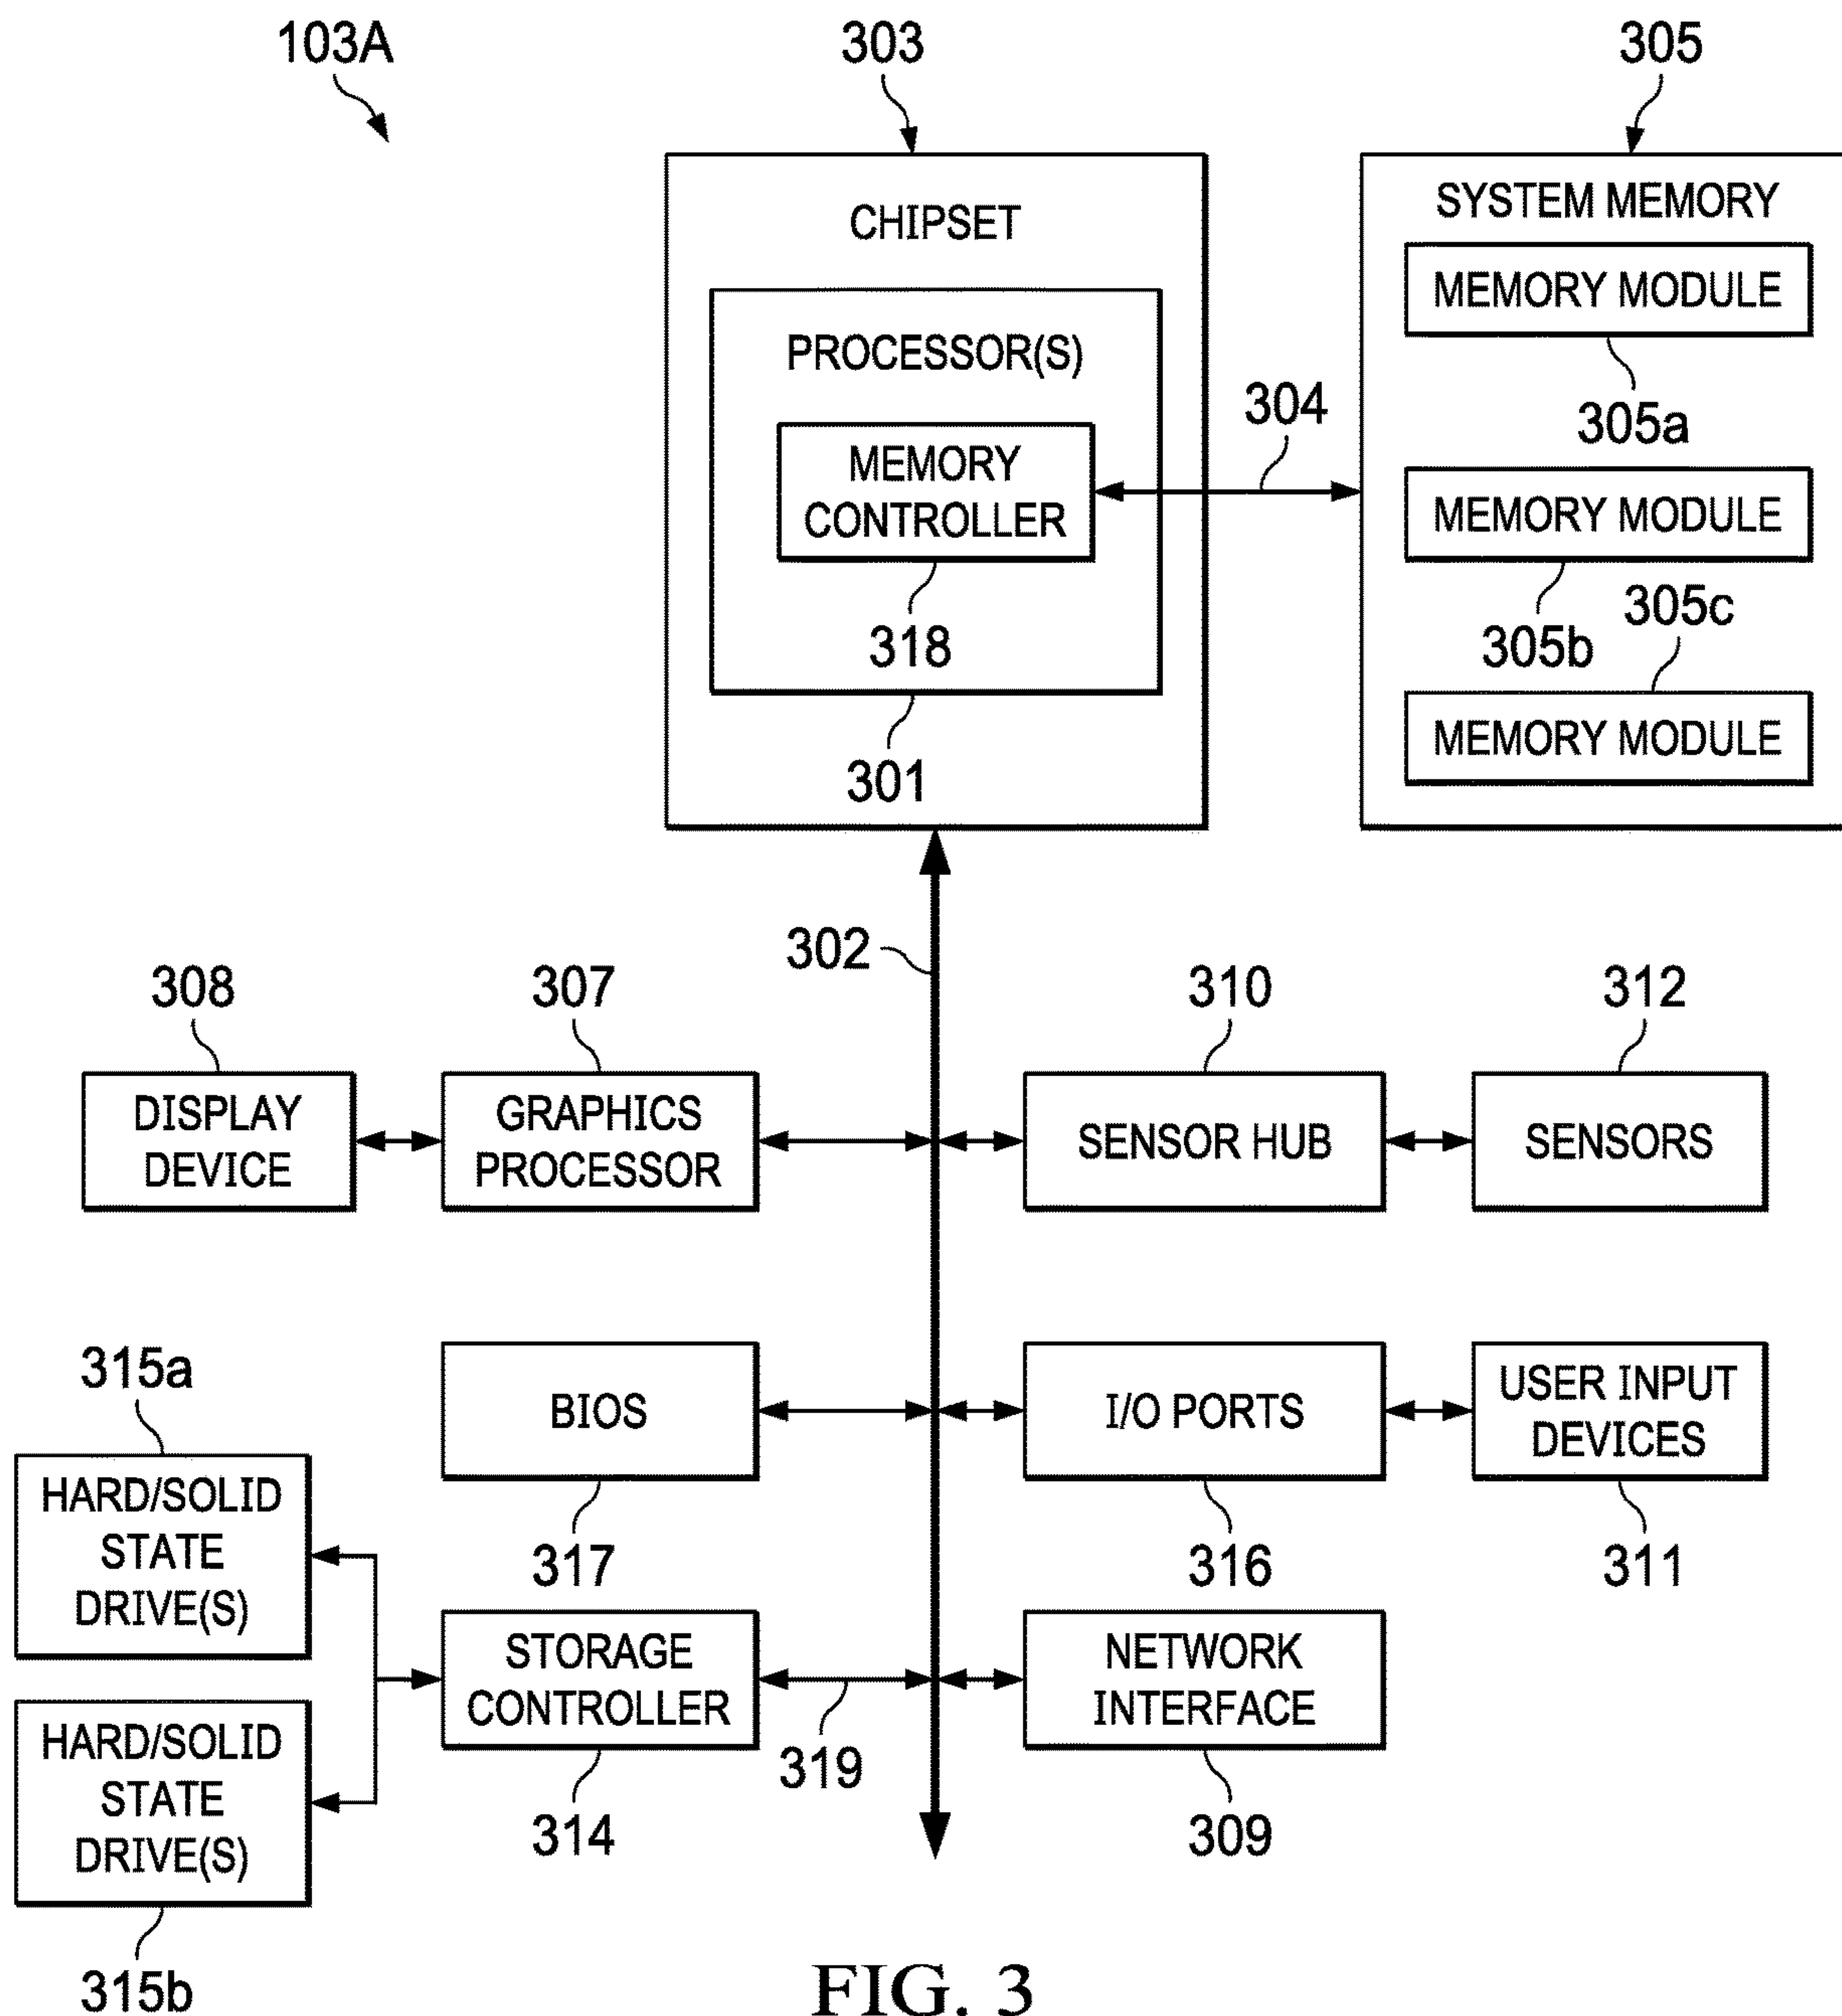 103A
303
305
CHIPSET
SYSTEM MEMORY
MEMORY MODULE
305a
PROCESSOR(S)
304
MEMORY
CONTROLLER
318
MEMORY MODULE
305b
305c
MEMORY MODULE
301
302
308
307
310
312
DISPLAY
DEVICE
GRAPHICS
PROCESSOR
SENSOR HUB
SENSORS
315a
BIOS
317
I/O PORTS
316
USER INPUT
DEVICES
311
HARD/SOLID
STATE
DRIVE(S)
STORAGE
CONTROLLER
314
319
NETWORK
INTERFACE
309
HARD/SOLID
STATE
DRIVE(S)
315b
FIG. 3